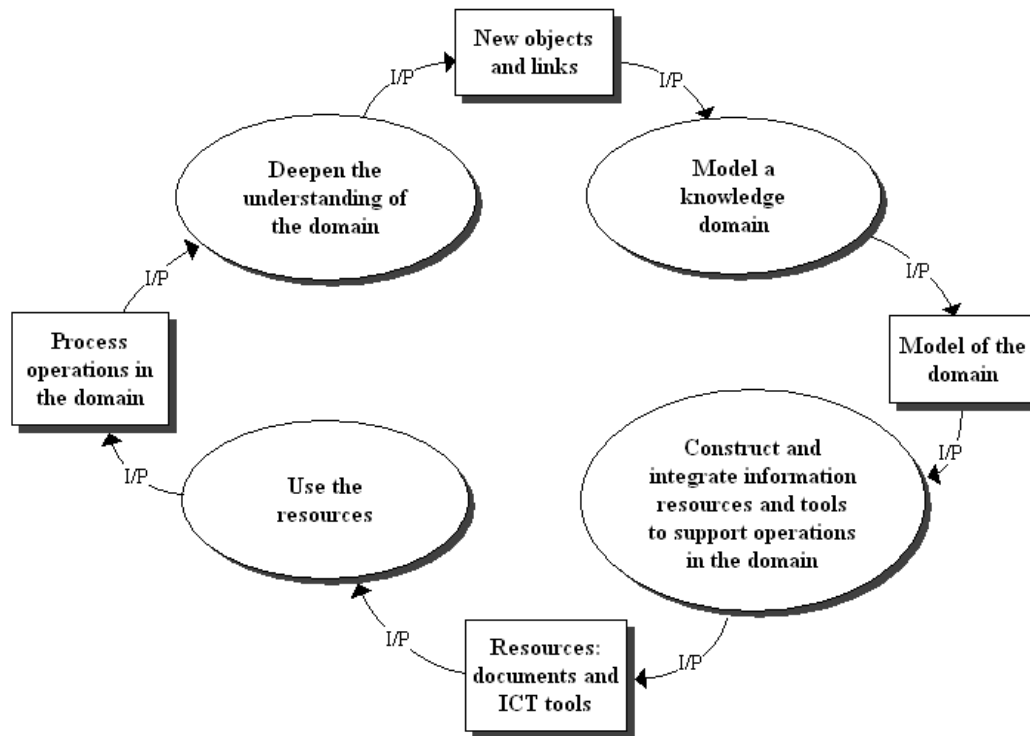 New objects
and links
I/P
I/P
Deepen the
understanding of
the domain
Model a
knowledge
domain
I/P
I/P
Process
operations in
the domain
Model of the
domain
I/P
I/P
Use the
resources
Construct and
integrate information
resources and tools
to support operations
in the domain
I/P
I/P
Resources:
documents and
ICT tools